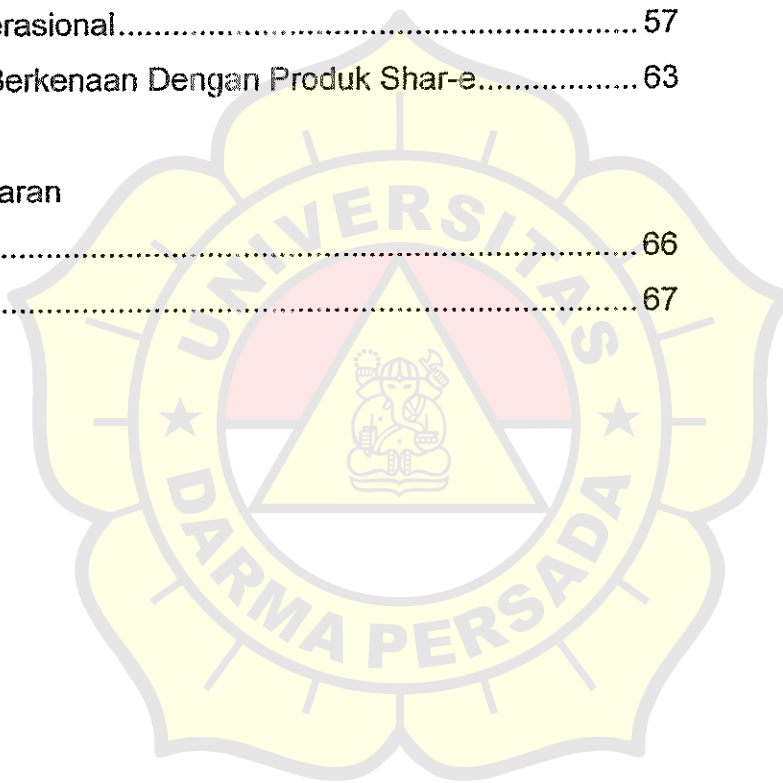 erasional............................................................ 57
Berkenaan Dengan Produk Shar-e................. 63
aran
............................................................................ 66
............................................................................ 67
UNIVERSITAS
DARMA PERSADA